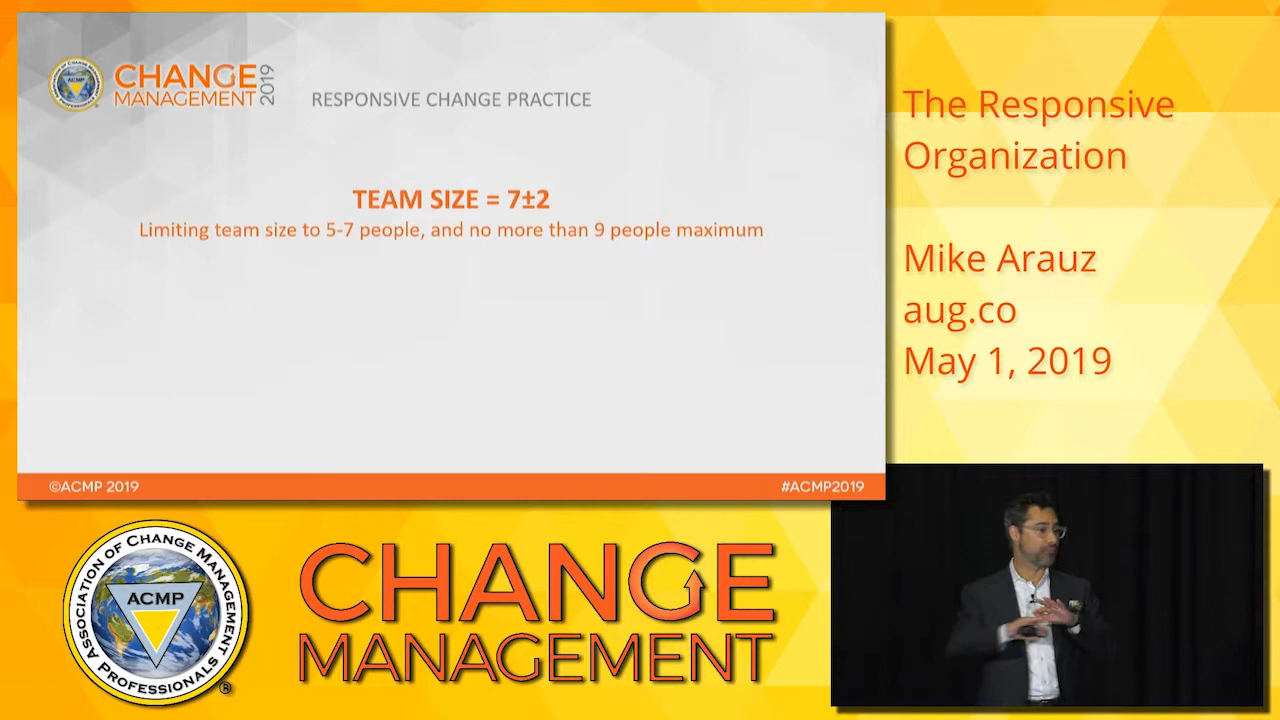 ACMP
CHANGE
MANAGEMENT
2019
RESPONSIVE CHANGE PRACTICE
TEAM SIZE = 7±2
Limiting team size to 5-7 people, and no more than 9 people maximum
©ACMP 2019
#ACMP2019
The Responsive
Organization
Mike Arauz
aug.co
May 1, 2019
ASSOCIATION OF CHANGE MANAGEMENT
PROFESSIONALS
ACMP
®
CHANGE
MANAGEMENT